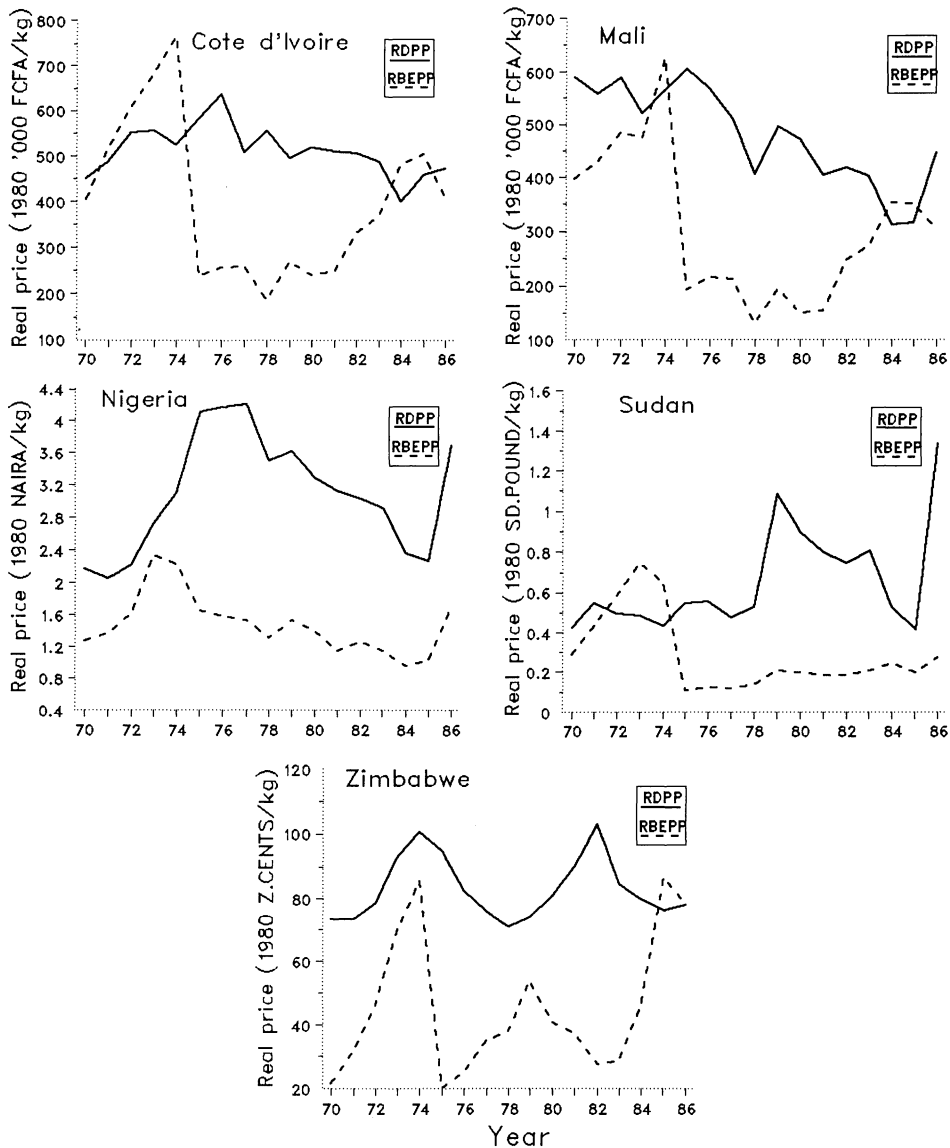 Cote d'Ivoire
RDPP
RBEPP
Real price (1980 '000 FCFA/kg)
800
700
600
500
400
300
200
100
70 72 74 76 78 80 82 84 86
Mali
RDPP
RBEPP
Real price (1980 '000 FCFA/kg)
700
600
500
400
300
200
100
70 72 74 76 78 80 82 84 86
Nigeria
RDPP
RBEPP
Real price (1980 NAIRA/kg)
4.4
4
3.6
3.2
2.8
2.4
2
1.6
1.2
0.8
0.4
70 72 74 76 78 80 82 84 86
Sudan
RDPP
RBEPP
Real price (1980 SD.POUND/kg)
1.6
1.4
1.2
1
0.8
0.6
0.4
0.2
0
70 72 74 76 78 80 82 84 86
Zimbabwe
RDPP
RBEPP
Real price (1980 Z.CENTS/kg)
120
100
80
60
40
20
70 72 74 76 78 80 82 84 86
Year